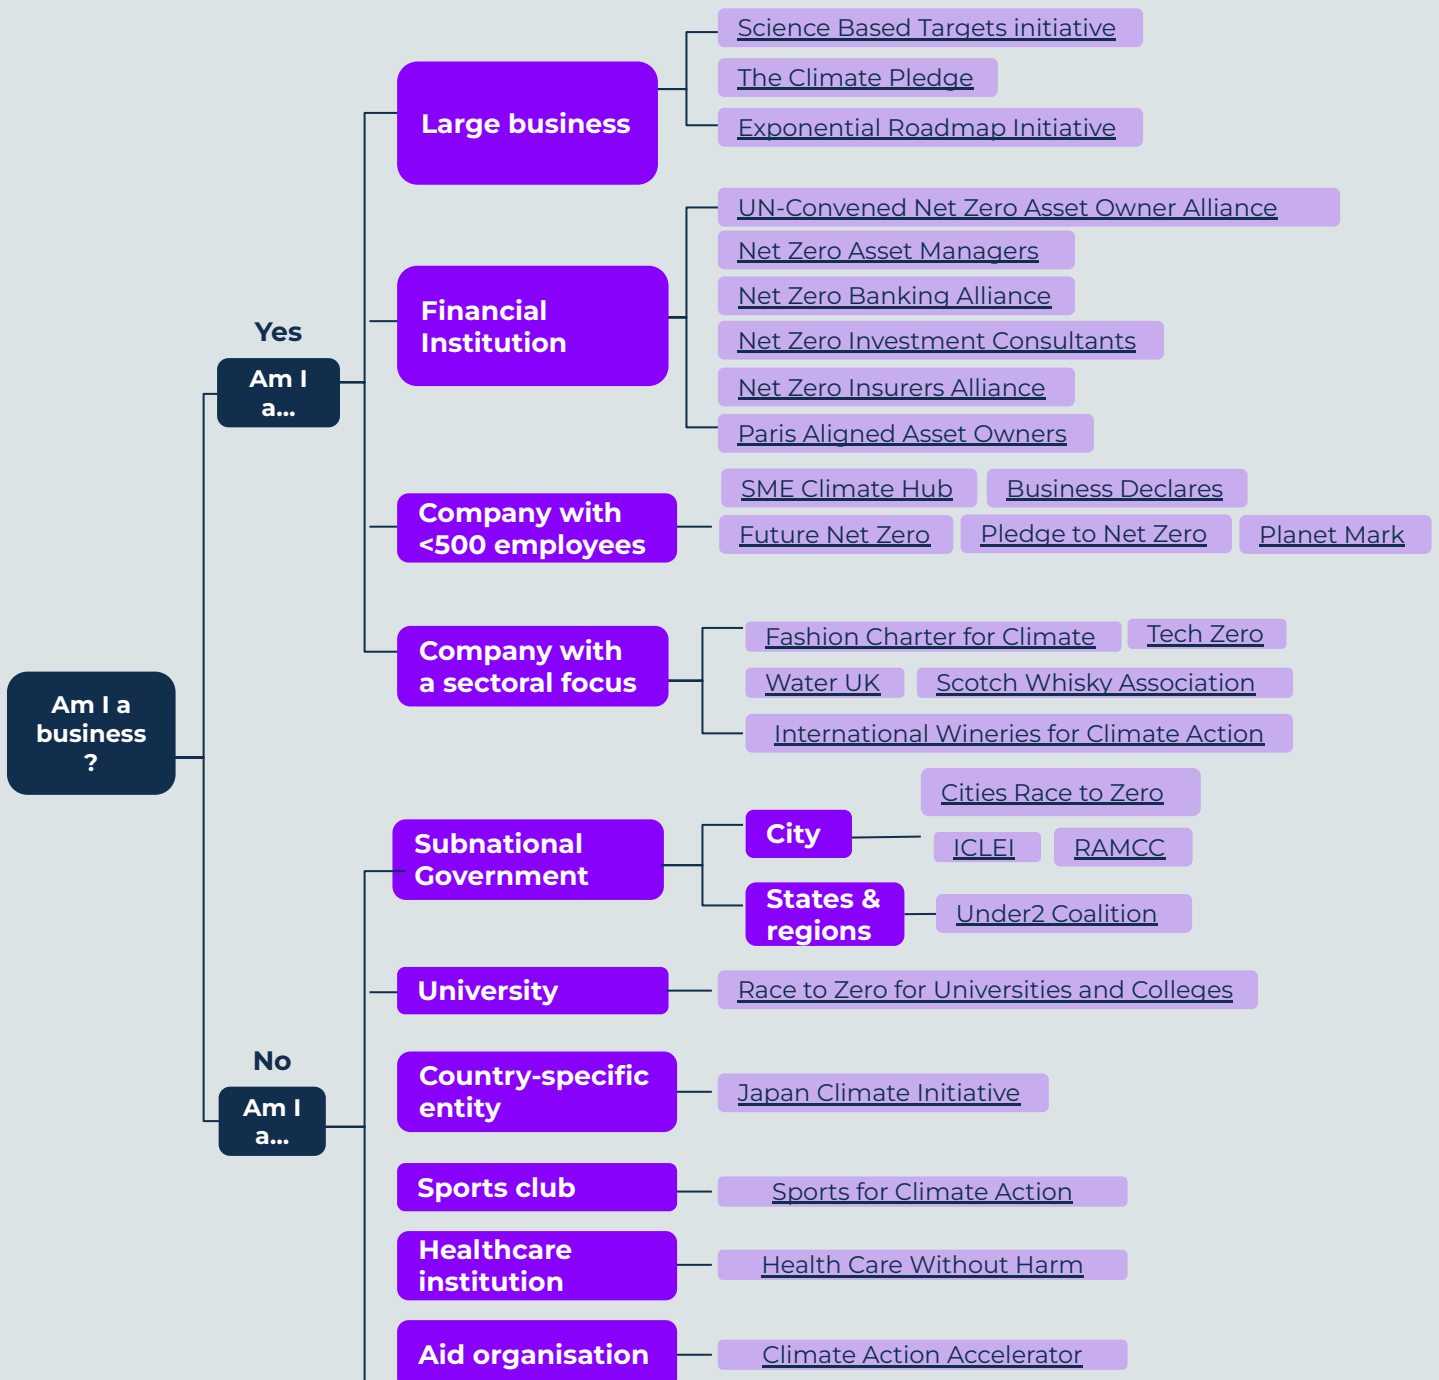 Am I a
business
?
Yes
Am I
a...
Large business
Science Based Targets initiative
The Climate Pledge
Exponential Roadmap Initiative
Financial
Institution
UN-Convened Net Zero Asset Owner Alliance
Net Zero Asset Managers
Net Zero Banking Alliance
Net Zero Investment Consultants
Net Zero Insurers Alliance
Paris Aligned Asset Owners
Company with
<500 employees
SME Climate Hub
Business Declares
Future Net Zero
Pledge to Net Zero
Planet Mark
Company with
a sectoral focus
Fashion Charter for Climate
Tech Zero
Water UK
Scotch Whisky Association
International Wineries for Climate Action
No
Am I
a...
Subnational
Government
City
Cities Race to Zero
ICLEI
RAMCC
States &
regions
Under2 Coalition
University
Race to Zero for Universities and Colleges
Country-specific
entity
Japan Climate Initiative
Sports club
Sports for Climate Action
Healthcare
institution
Health Care Without Harm
Aid organisation
Climate Action Accelerator